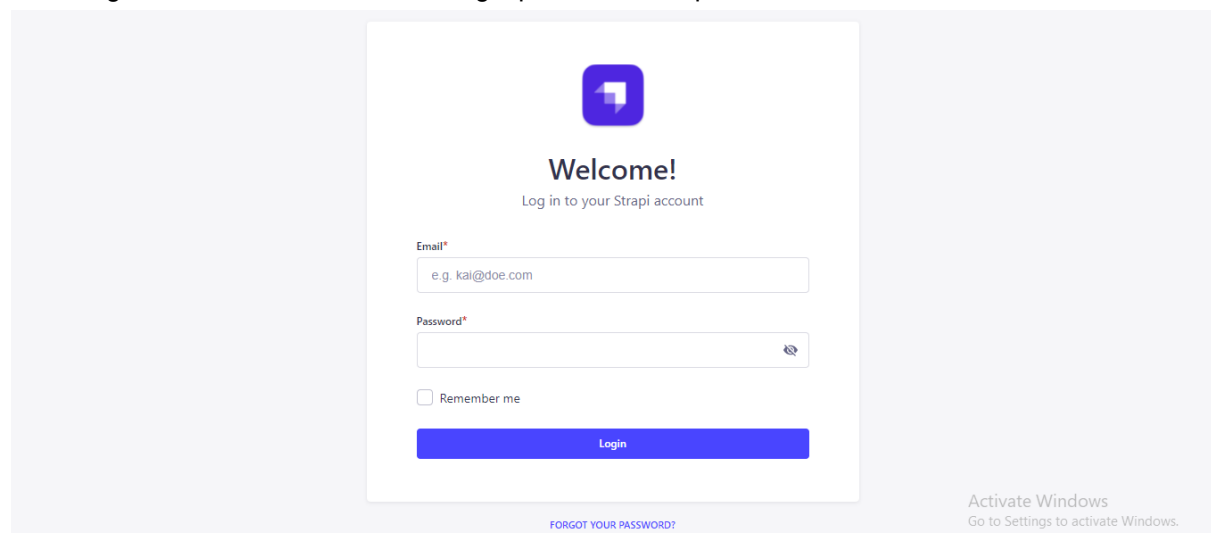 Welcome!
Log in to your Strapi account
Email*
e.g. kai@doe.com
Password*
Remember me
Login
FORGOT YOUR PASSWORD?
Activate Windows
Go to Settings to activate Windows.